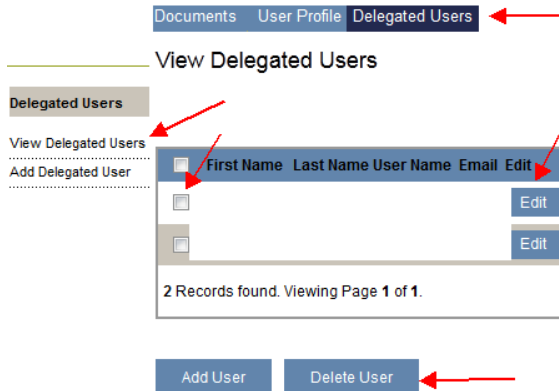 Documents User Profile Delegated Users
View Delegated Users
Delegated Users
View Delegated Users
Add Delegated User
First Name Last Name User Name Email Edit
Edit
Edit
2 Records found. Viewing Page 1 of 1.
Add User Delete User